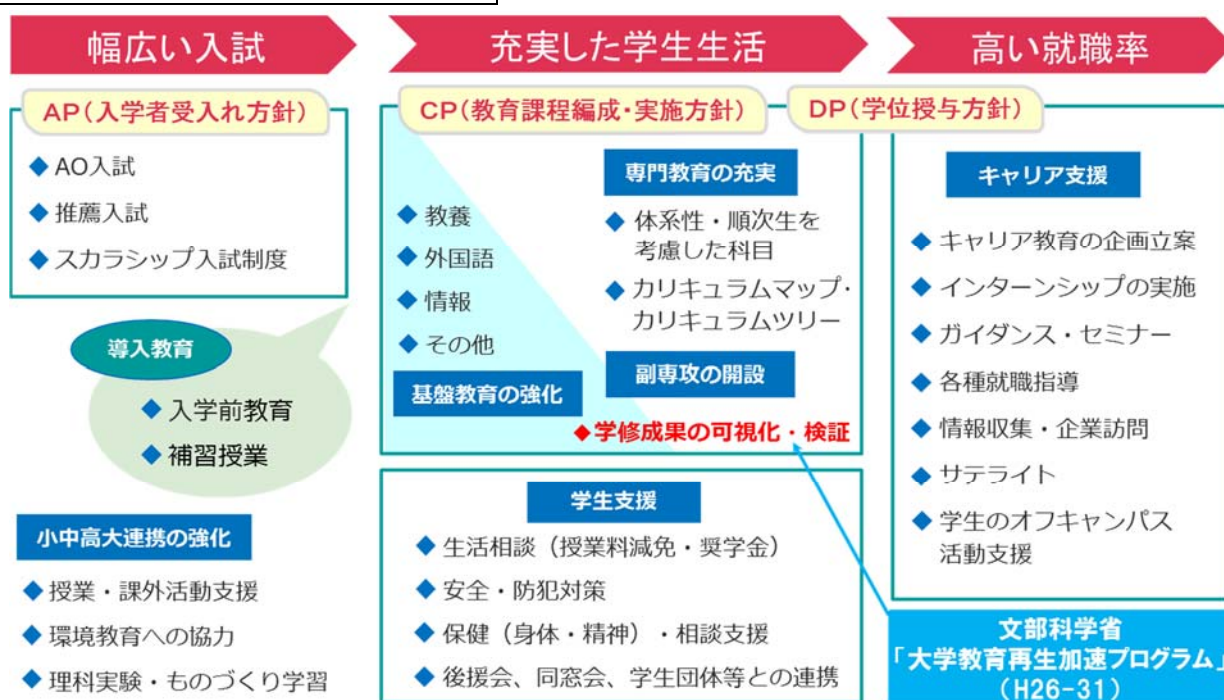 幅広い入試
AP(入学者受入れ方針)
◆AO入試
◆推薦入試
◆スカラシップ入試制度
導入教育
◆入学前教育
◆補習授業
小中高大連携の強化
◆授業・課外活動支援
◆環境教育への協力
◆理科実験・ものづくり学習
充実した学生生活
CP(教育課程編成・実施方針)
◆教養
◆外国語
◆情報
◆その他
基盤教育の強化
専門教育の充実
◆体系性・順次生を
考慮した科目
◆カリキュラムマップ・
カリキュラムツリー
副専攻の開設
◆学修成果の可視化・検証
学生支援
◆生活相談（授業料減免・奨学金）
◆安全・防犯対策
◆保健（身体・精神）・相談支援
◆後援会、同窓会、学生団体等との連携
高い就職率
DP(学位授与方針)
キャリア支援
◆キャリア教育の企画立案
◆インターンシップの実施
◆ガイダンス・セミナー
◆各種就職指導
◆情報収集・企業訪問
◆サテライト
◆学生のオフキャンパス
活動支援
文部科学省
「大学教育再生加速プログラム」
(H26-31)